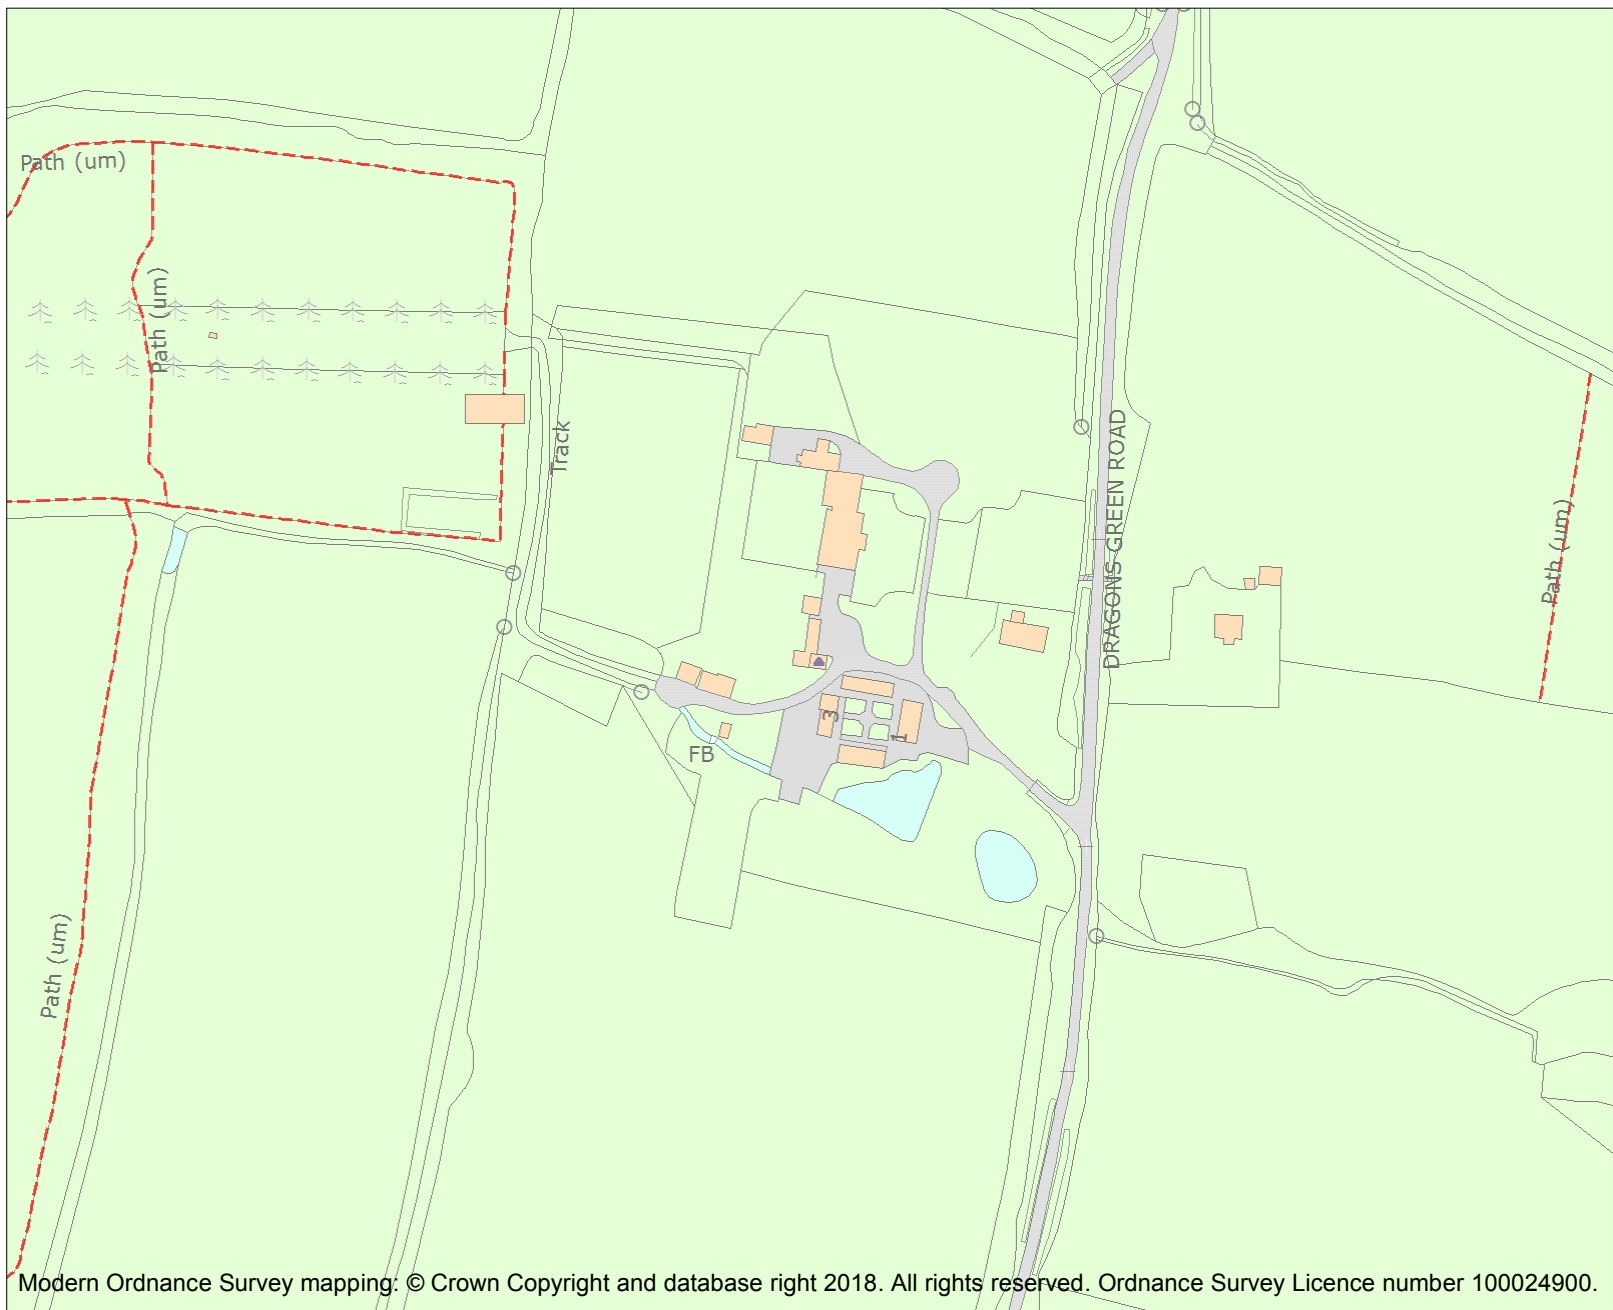 Path (um)
Path (um)
Track
DRAGONS GREEN ROAD
Path (um)
3
1
FB
Path (um)
Modern Ordnance Survey mapping: © Crown Copyright and database right 2018. All rights reserved. Ordnance Survey Licence number 100024900.